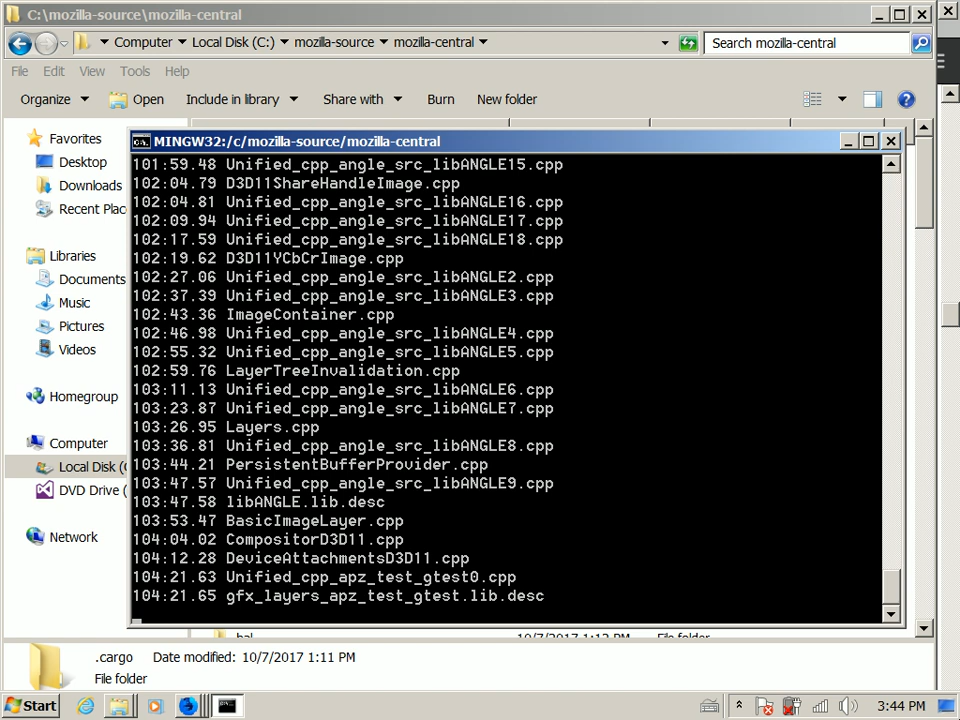 C:\mozilla-source\mozilla-central
Computer Local Disk (C:) mozilla-source mozilla-central
Search mozilla-central
File Edit View Tools Help
Organize Open Include in library Share with Burn New folder
Favorites
Desktop
Downloads
Recent Plac
Libraries
Documents
Music
Pictures
Videos
Homegroup
Computer
Local Disk (
DVD Drive (
Network
MINGW32:/c/mozilla-source/mozilla-central
101:59.48 Unified_cpp_angle_src_libANGLE15.cpp
102:04.79 D3D11ShareHandleImage.cpp
102:04.81 Unified_cpp_angle_src_libANGLE16.cpp
102:09.94 Unified_cpp_angle_src_libANGLE17.cpp
102:17.59 Unified_cpp_angle_src_libANGLE18.cpp
102:19.62 D3D11YCbCrImage.cpp
102:27.06 Unified_cpp_angle_src_libANGLE2.cpp
102:37.39 Unified_cpp_angle_src_libANGLE3.cpp
102:43.36 ImageContainer.cpp
102:46.98 Unified_cpp_angle_src_libANGLE4.cpp
102:55.32 Unified_cpp_angle_src_libANGLE5.cpp
102:59.76 LayerTreeInvalidation.cpp
103:11.13 Unified_cpp_angle_src_libANGLE6.cpp
103:23.87 Unified_cpp_angle_src_libANGLE7.cpp
103:26.95 Layers.cpp
103:36.81 Unified_cpp_angle_src_libANGLE8.cpp
103:44.21 PersistentBufferProvider.cpp
103:47.57 Unified_cpp_angle_src_libANGLE9.cpp
103:47.58 libANGLE.lib.desc
103:53.47 BasicImageLayer.cpp
104:04.02 CompositorD3D11.cpp
104:12.28 DeviceAttachmentsD3D11.cpp
104:21.63 Unified_cpp_apz_test_gtest0.cpp
104:21.65 gfx_layers_apz_test_gtest.lib.desc
hal 10/7/2017 1:12 PM File folder
.cargo Date modified: 10/7/2017 1:11 PM
File folder
Start
3:44 PM